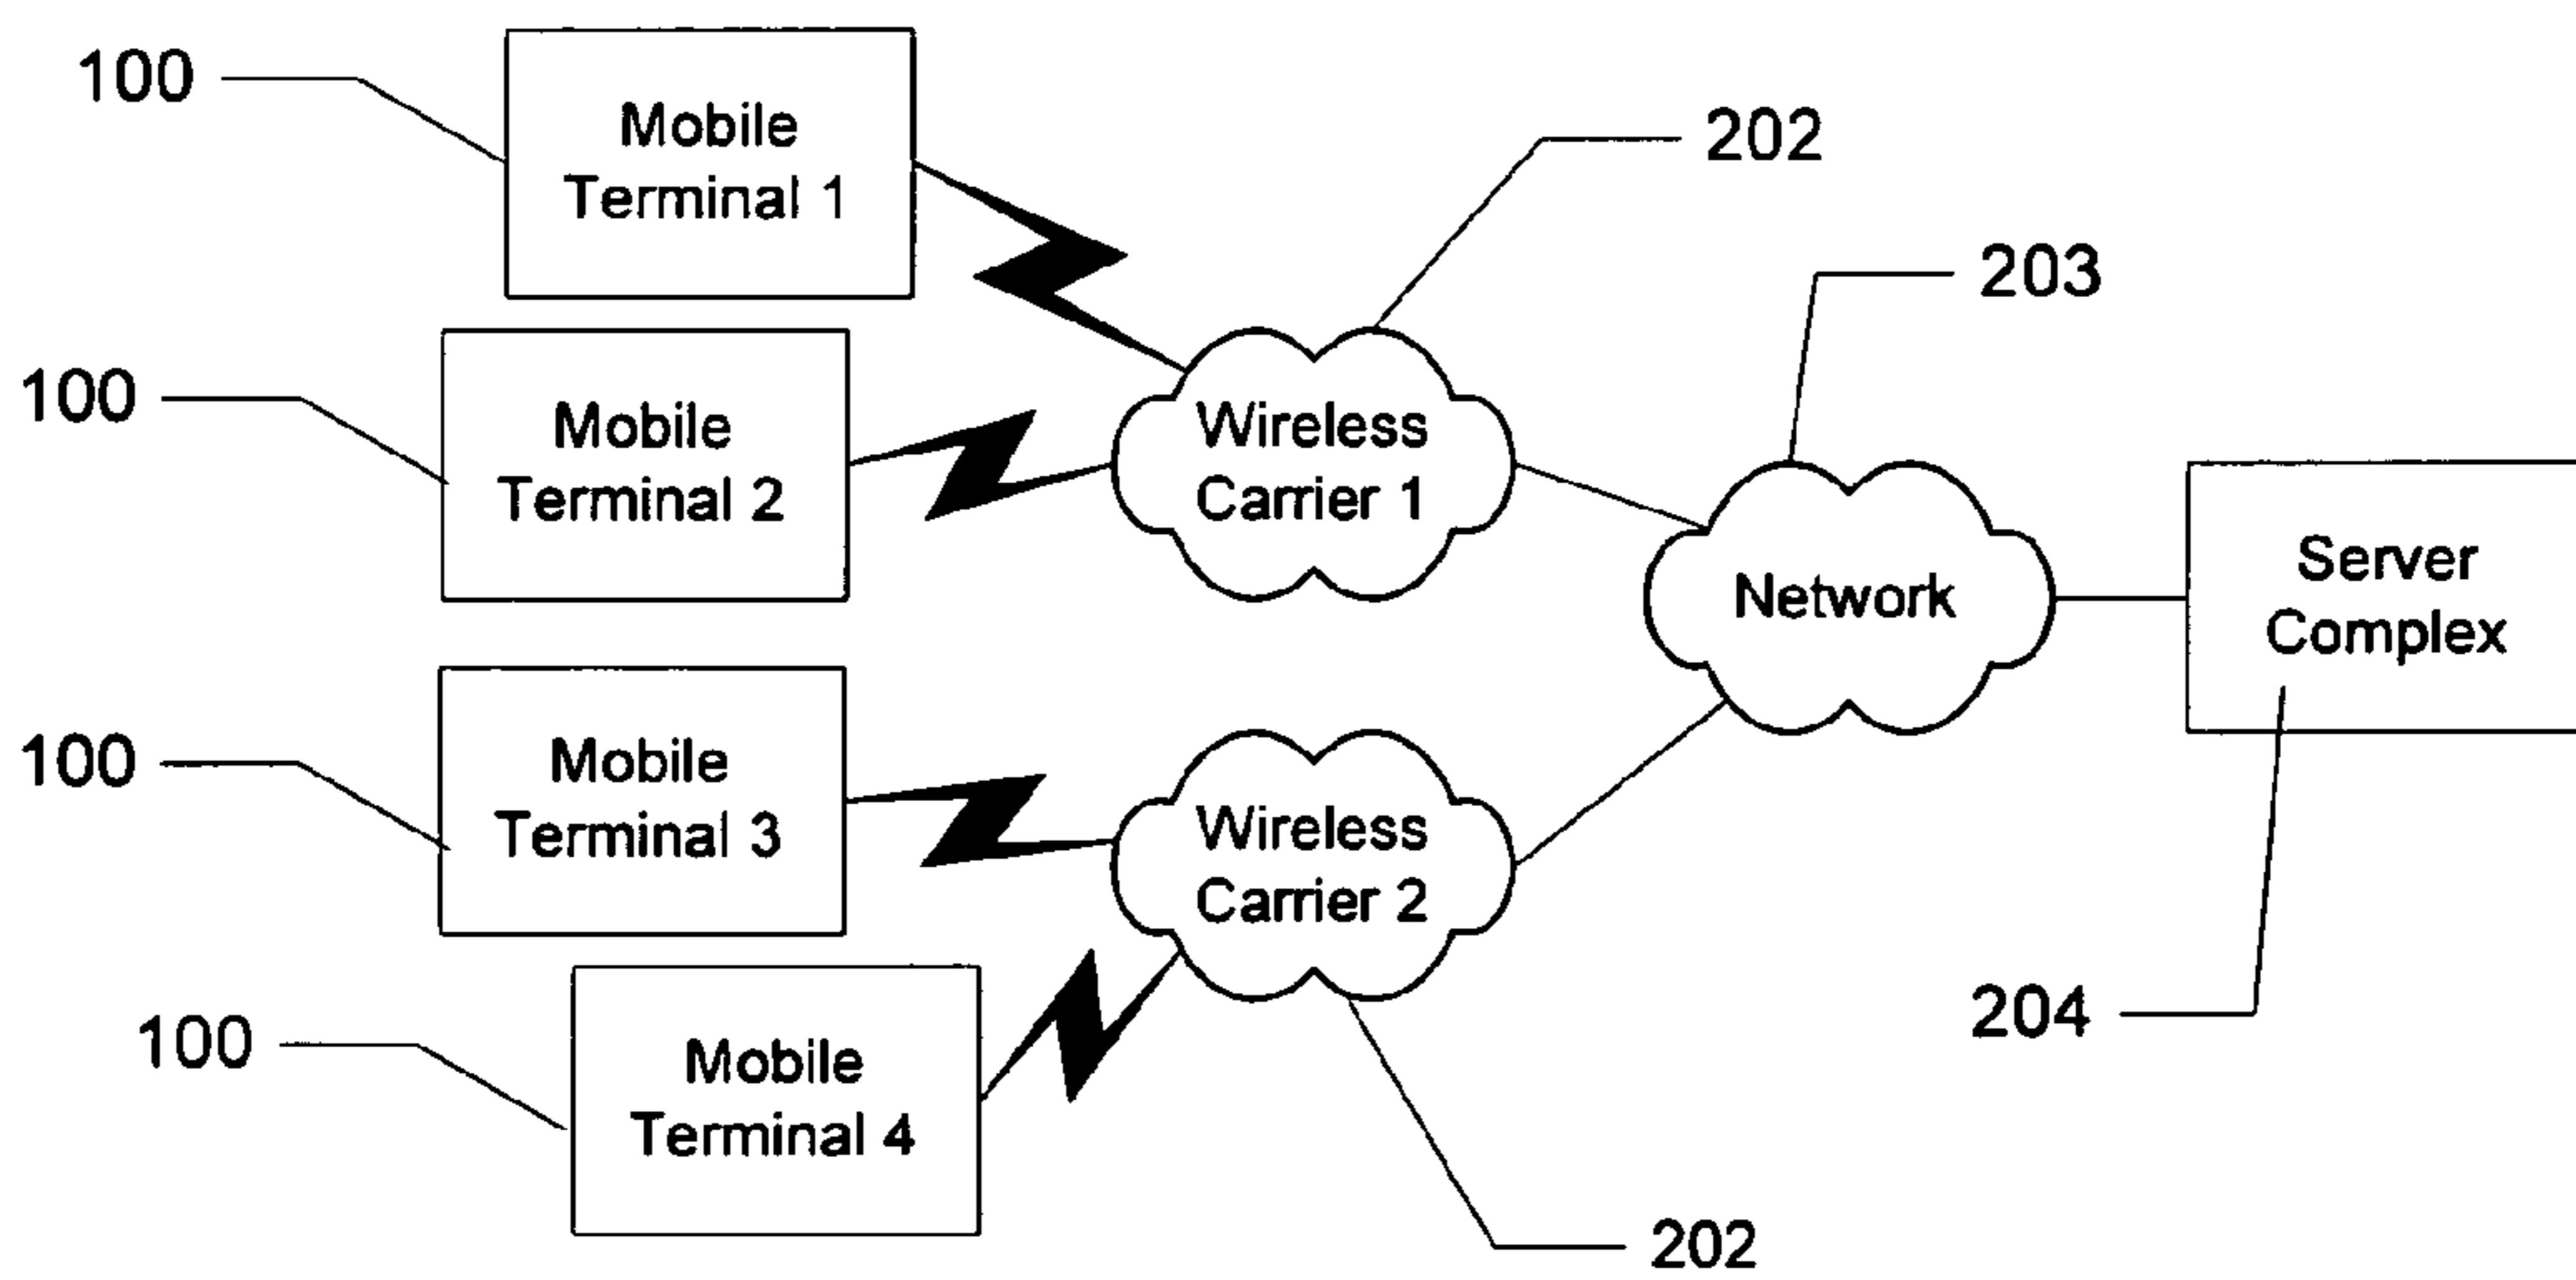 100
Mobile
Terminal 1
202
203
100
Mobile
Terminal 2
Wireless
Carrier 1
Network
Server
Complex
100
Mobile
Terminal 3
Wireless
Carrier 2
204
100
Mobile
Terminal 4
202